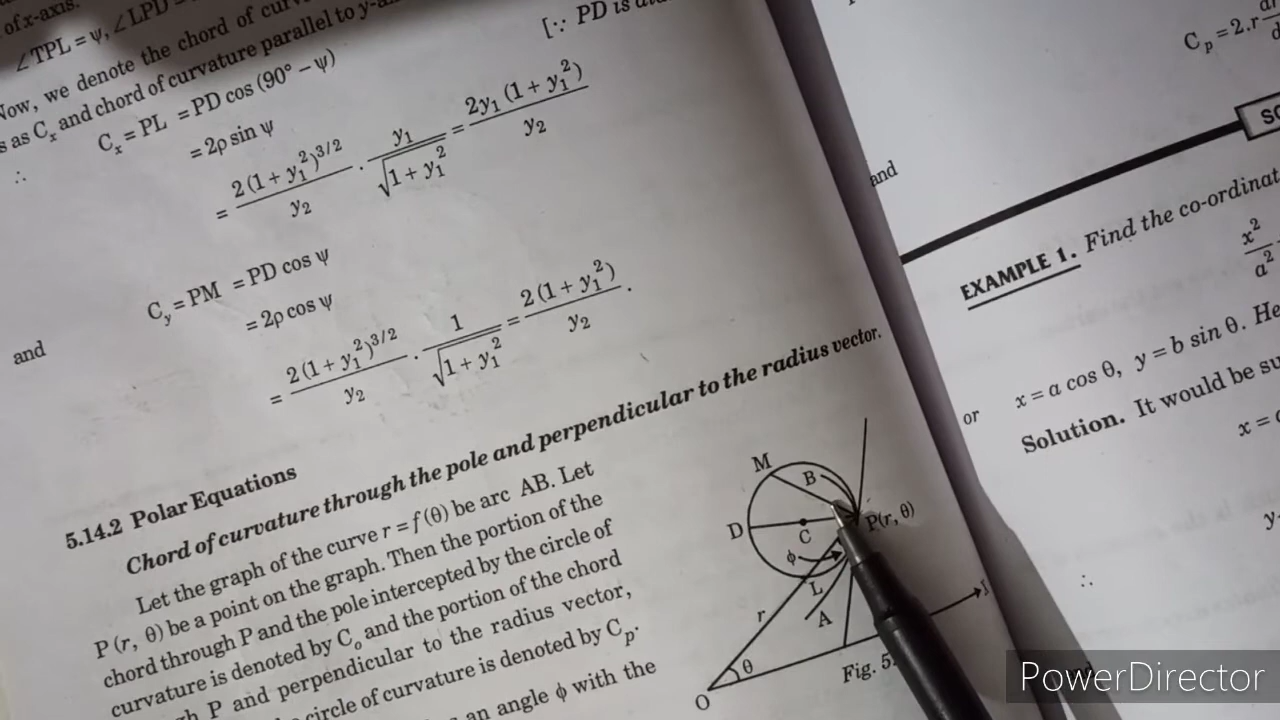 of x-axis.
∠TPL = ψ, ∠LPD =
Now, we denote the chord of
s as Cₓ and chord of curvature parallel to
[∵ PD is
∴ Cₓ = PL = PD cos (90° – ψ)
= 2ρ sin ψ
= 2 (1 + y₁²)^3/2 / y₂ · y₁ / √1 + y₁² = 2y₁ (1 + y₁²) / y₂
and C_y = PM = PD cos ψ
= 2ρ cos ψ
= 2 (1 + y₁²)^3/2 / y₂ · 1 / √1 + y₁² = 2 (1 + y₁²) / y₂ .
5.14.2 Polar Equations
Chord of curvature through the pole and perpendicular to the radius vector.
Let the graph of the curve r = f (θ) be arc AB. Let
P (r, θ) be a point on the graph. Then the portion of the
chord through P and the pole intercepted by the circle of
curvature is denoted by Cₒ and the portion of the chord
P and perpendicular to the radius vector,
circle of curvature is denoted by Cₚ.
an angle ϕ with the
M
B
D
C
P(r, θ)
ϕ
L
A
r
θ
O
Fig. 5.
Cₚ = 2.r
and
EXAMPLE 1. Find the
x² / a²
or x = a cos θ, y = b sin θ.
Solution. It would be
x =
∴
PowerDirector